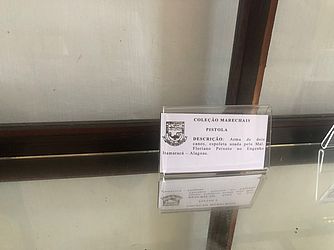 COLEÇÃO MARECHAIS
PISTOLA
DESCRIÇÃO: Arma de dois
canos, espoleta usada pelo Mal.
Floriano Peixoto no Engenho
Itamaracá – Alagoas.